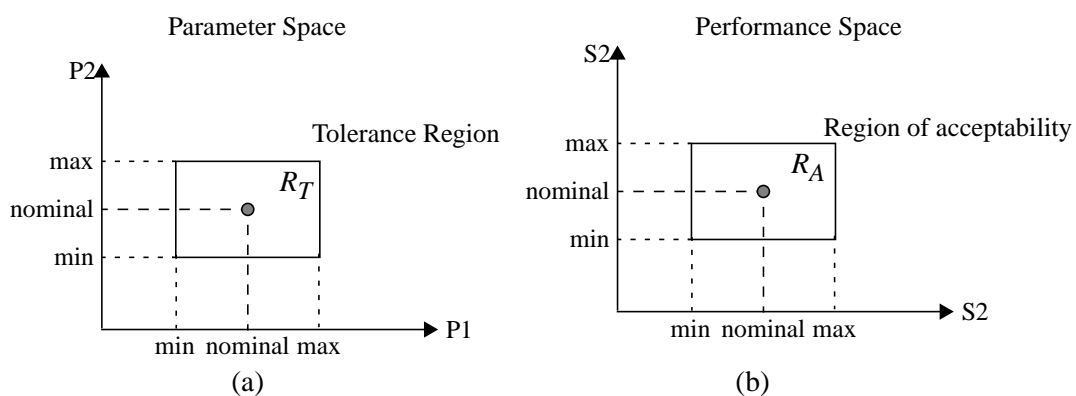 Parameter Space
P2
Tolerance Region
max
R_T
nominal
min
P1
min nominal max
(a)
Performance Space
S2
Region of acceptability
max
R_A
nominal
min
S2
min nominal max
(b)